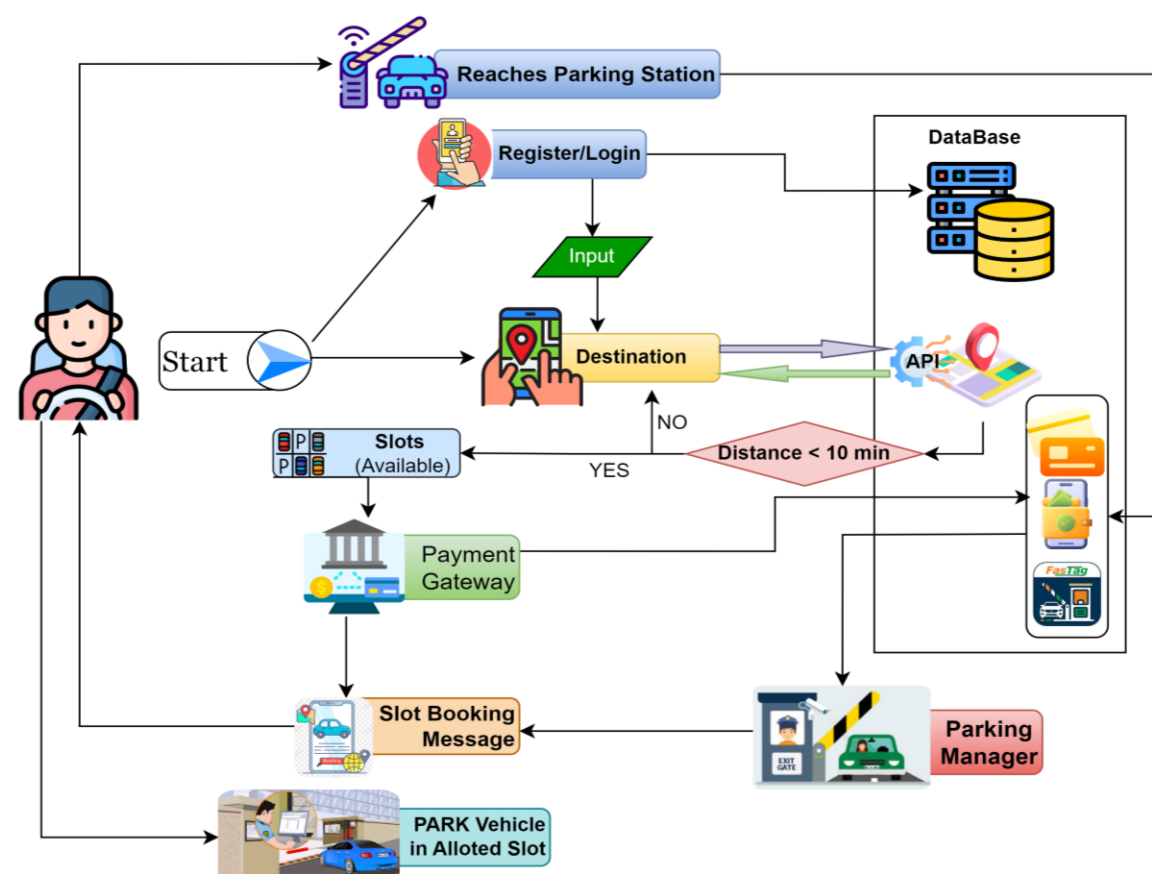 Reaches Parking Station
DataBase
Register/Login
Input
Start
Destination
API
NO
Slots
(Available)
P
P
YES
Distance < 10 min
Payment
Gateway
FasTag
Slot Booking
Message
Booking
EXIT
GATE
Parking
Manager
PARK Vehicle
in Alloted Slot